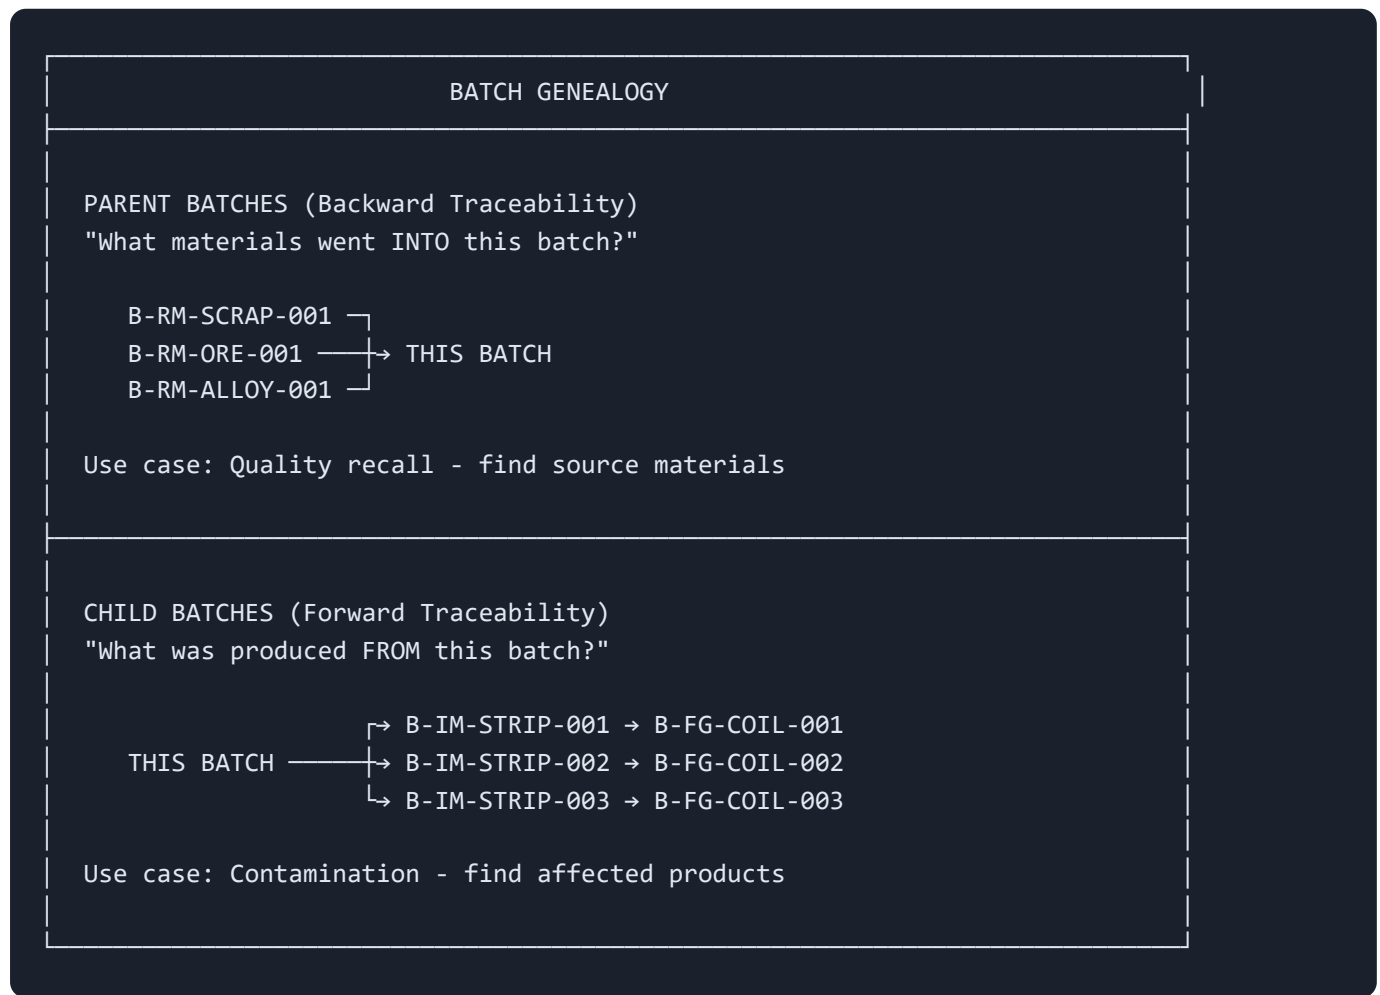 BATCH GENEALOGY
PARENT BATCHES (Backward Traceability)
"What materials went INTO this batch?"
B-RM-SCRAP-001 ─┐
B-RM-ORE-001 ───┼→ THIS BATCH
B-RM-ALLOY-001 ─┘
Use case: Quality recall - find source materials
CHILD BATCHES (Forward Traceability)
"What was produced FROM this batch?"
┌→ B-IM-STRIP-001 → B-FG-COIL-001
THIS BATCH ─────┼→ B-IM-STRIP-002 → B-FG-COIL-002
└→ B-IM-STRIP-003 → B-FG-COIL-003
Use case: Contamination - find affected products